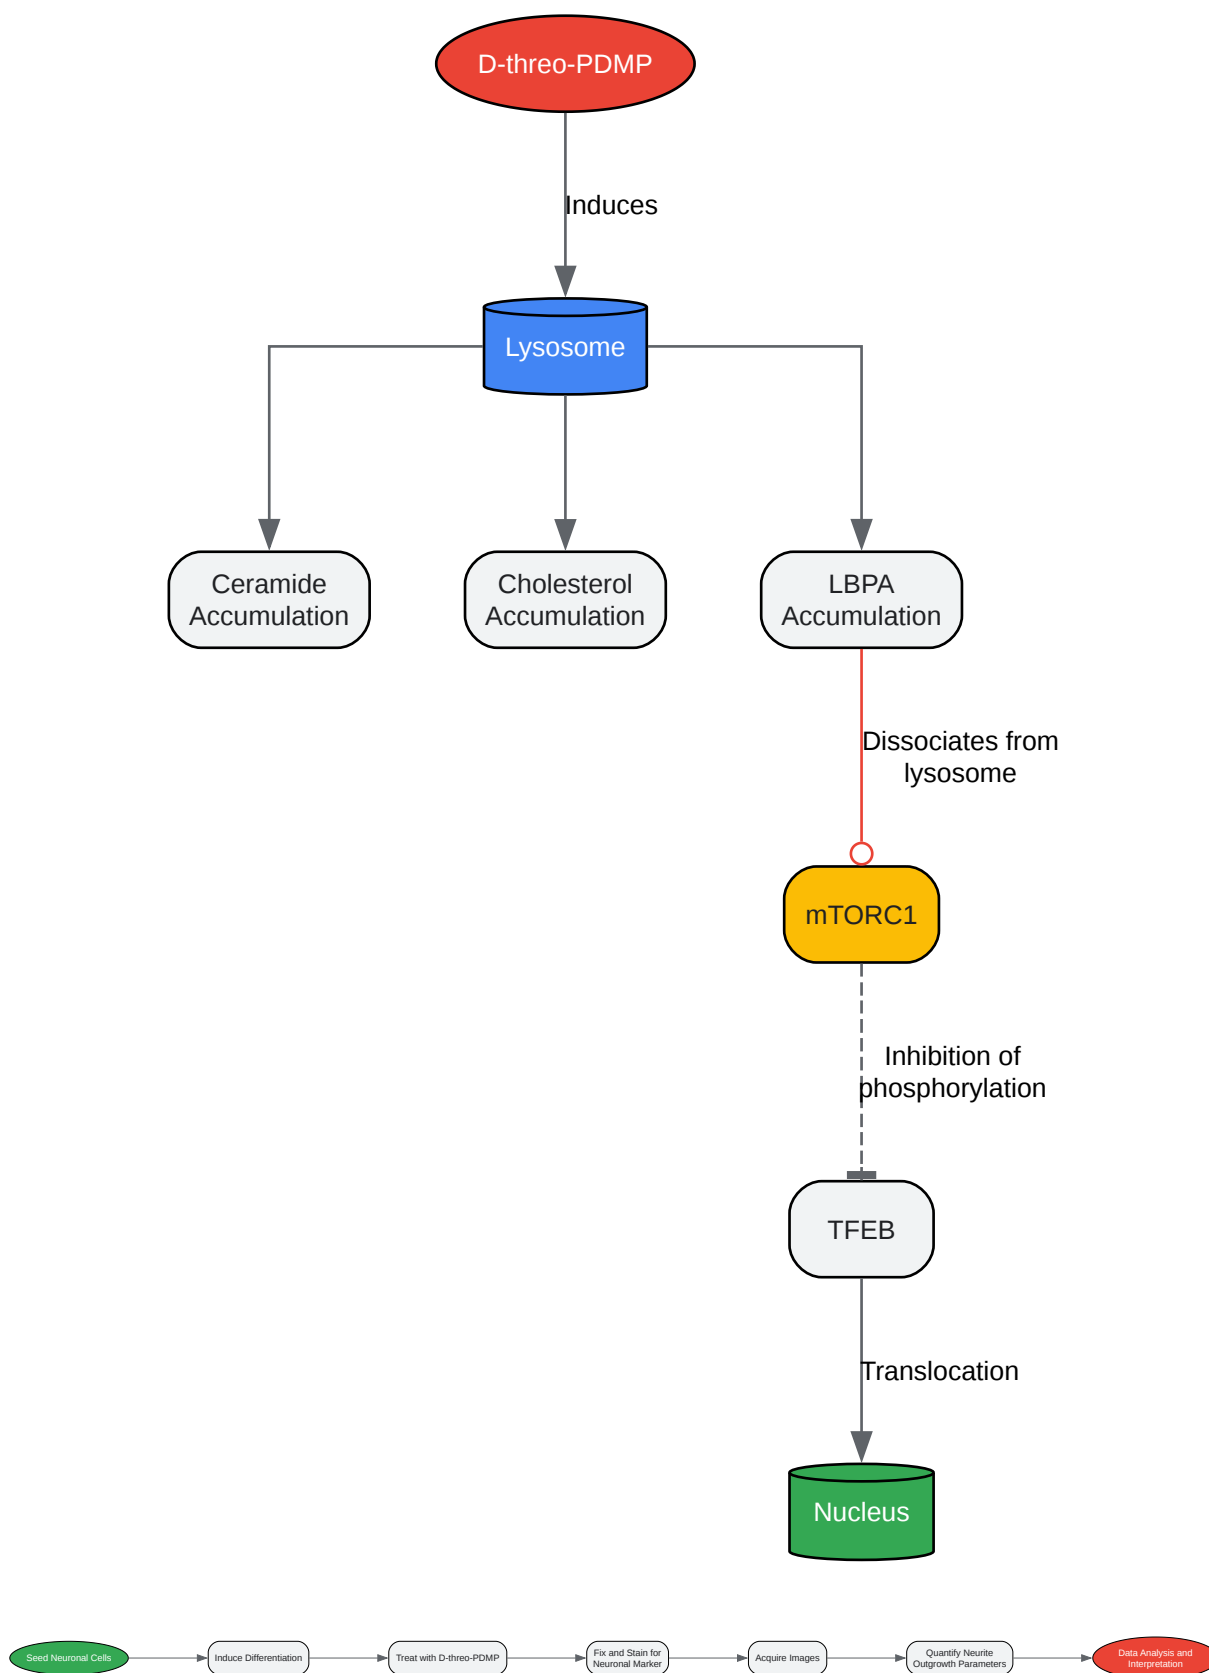 D-threo-PDMP
Induces
Lysosome
Ceramide
Accumulation
Cholesterol
Accumulation
LBPA
Accumulation
Dissociates from
lysosome
mTORC1
Inhibition of
phosphorylation
TFEB
Translocation
Nucleus
Seed Neuronal Cells
Induce Differentiation
Treat with D-threo-PDMP
Fix and Stain for
Neuronal Marker
Acquire Images
Quantify Neurite
Outgrowth Parameters
Data Analysis and
Interpretation